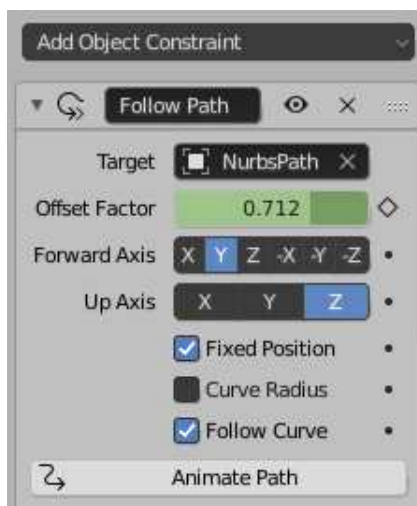 Add Object Constraint
Follow Path
Target NurbsPath
Offset Factor 0.712
Forward Axis X Y Z -X -Y -Z
Up Axis X Y Z
Fixed Position
Curve Radius
Follow Curve
Animate Path